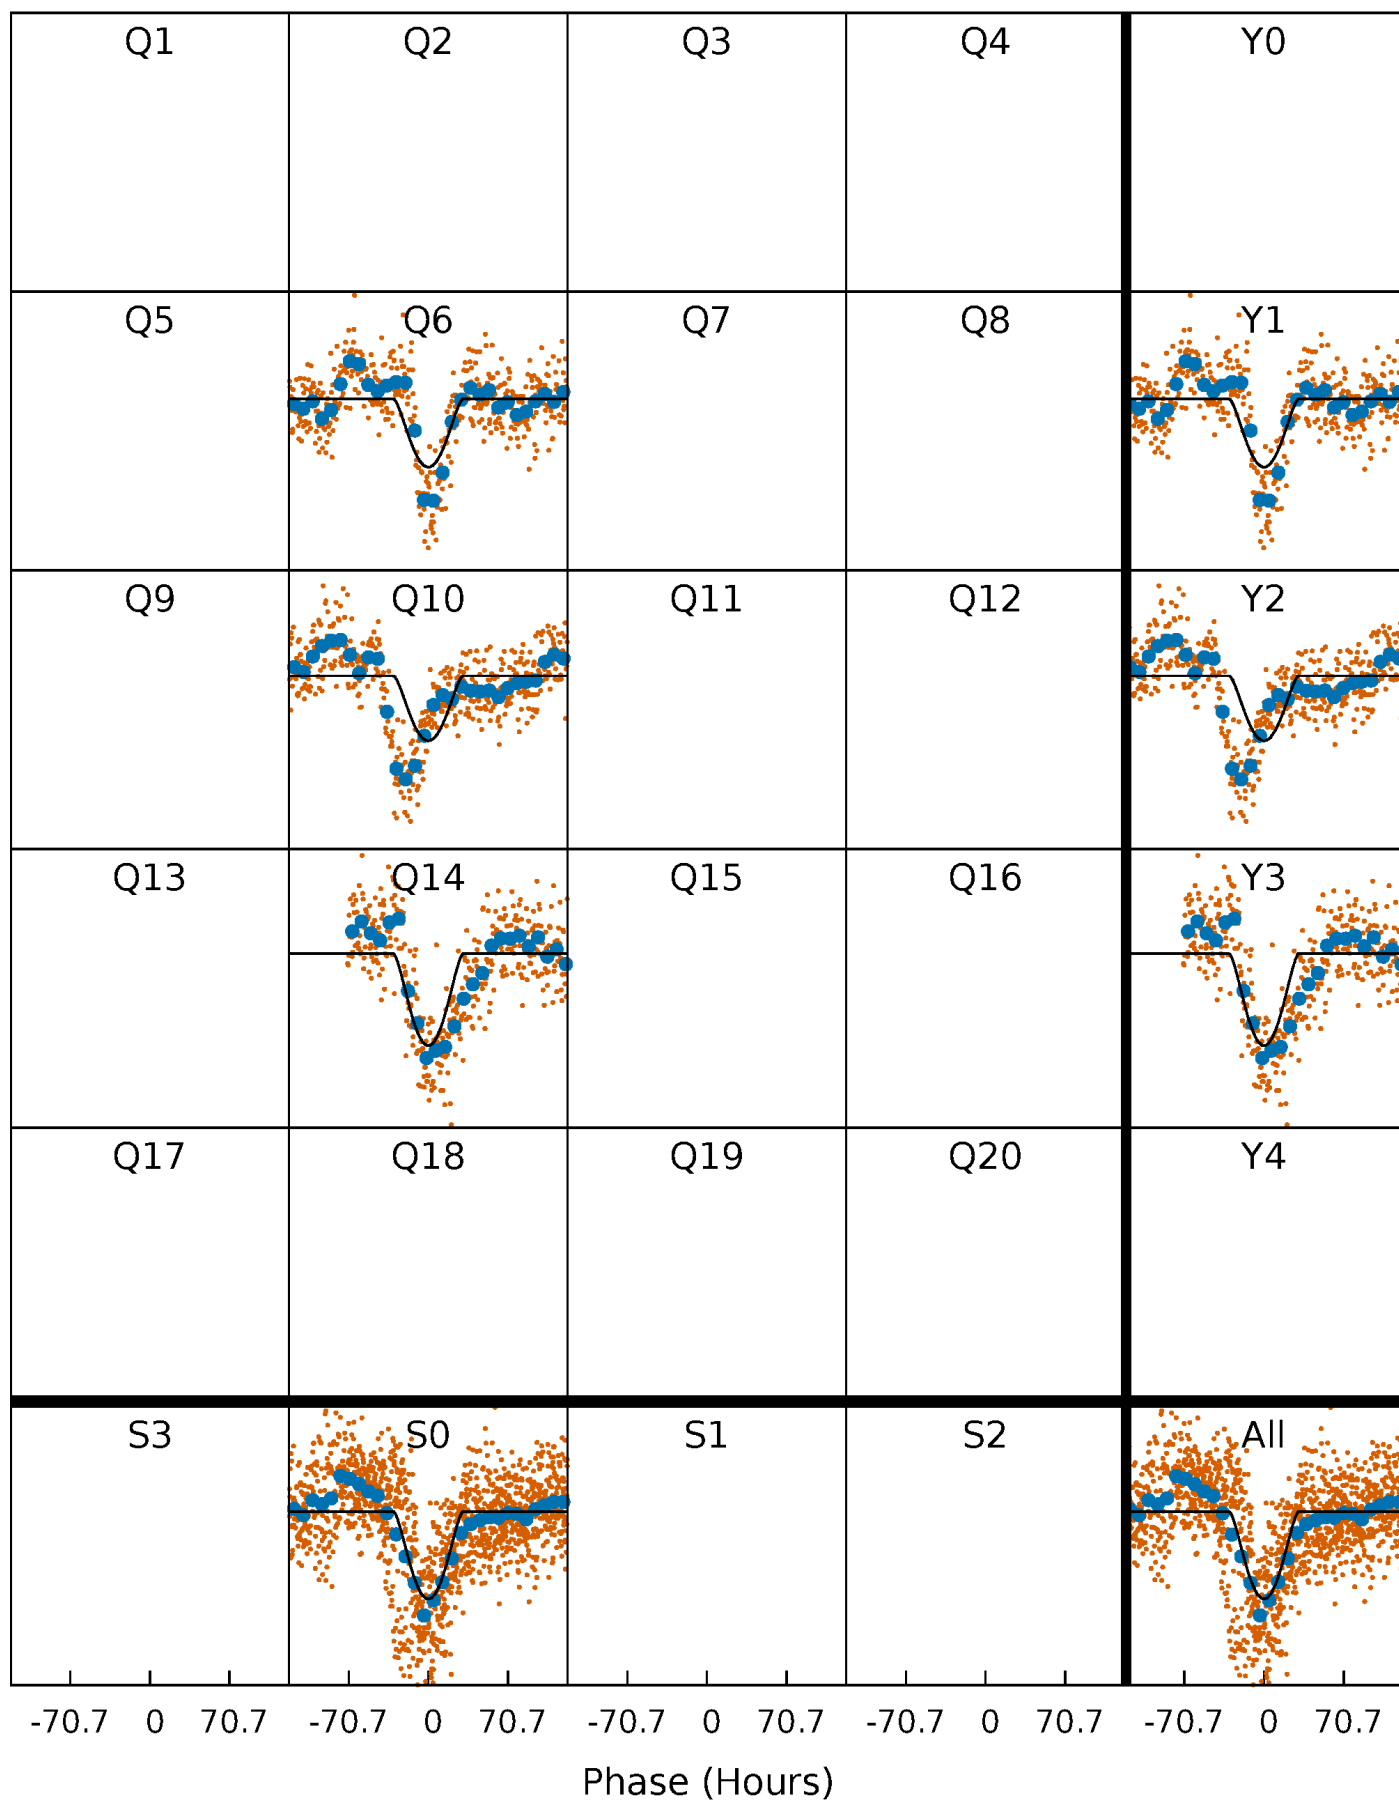 Q1 Q2 Q3 Q4 Y0
Q5 Q6 Q7 Q8 Y1
Q9 Q10 Q11 Q12 Y2
Q13 Q14 Q15 Q16 Y3
Q17 Q18 Q19 Q20 Y4
S3 S0 S1 S2 All
-70.7 0 70.7 -70.7 0 70.7 -70.7 0 70.7 -70.7 0 70.7 -70.7 0 70.7
Phase (Hours)